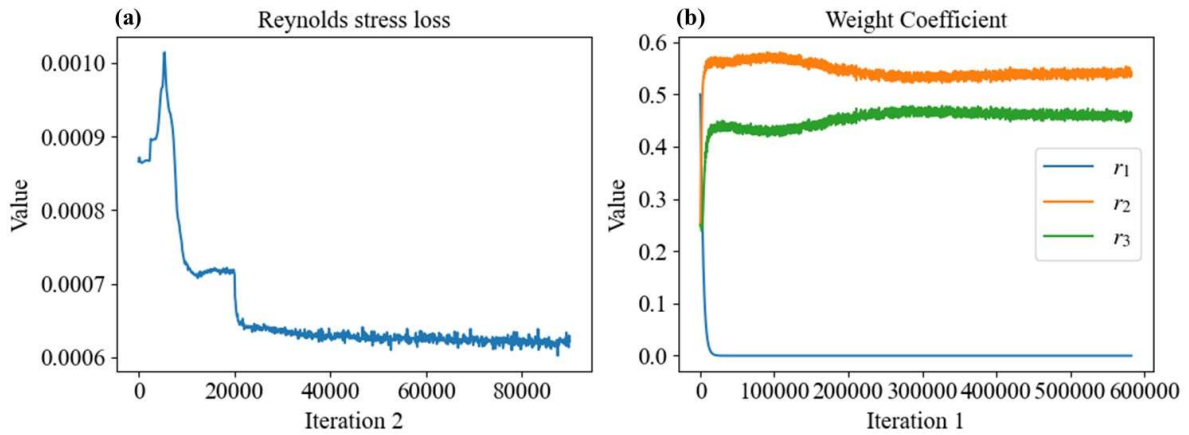 (a) Reynolds stress loss
0.0010
0.0009
0.0008
0.0007
0.0006
Value
0 20000 40000 60000 80000
Iteration 2
(b) Weight Coefficient
0.6
0.5
0.4
0.3
0.2
0.1
0.0
Value
r1
r2
r3
0 100000 200000 300000 400000 500000 600000
Iteration 1